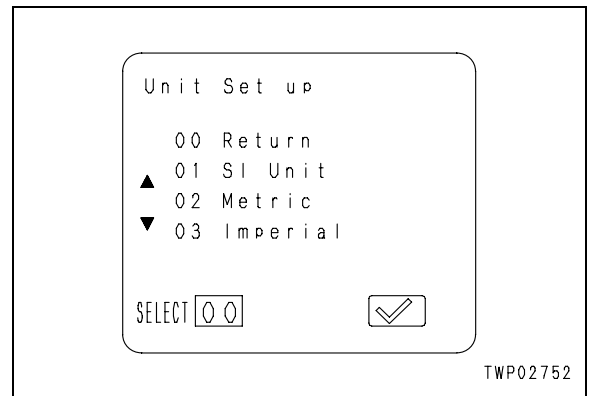 Unit Set up
00 Return
01 SI Unit
02 Metric
03 Imperial
SELECT 00
TWP02752